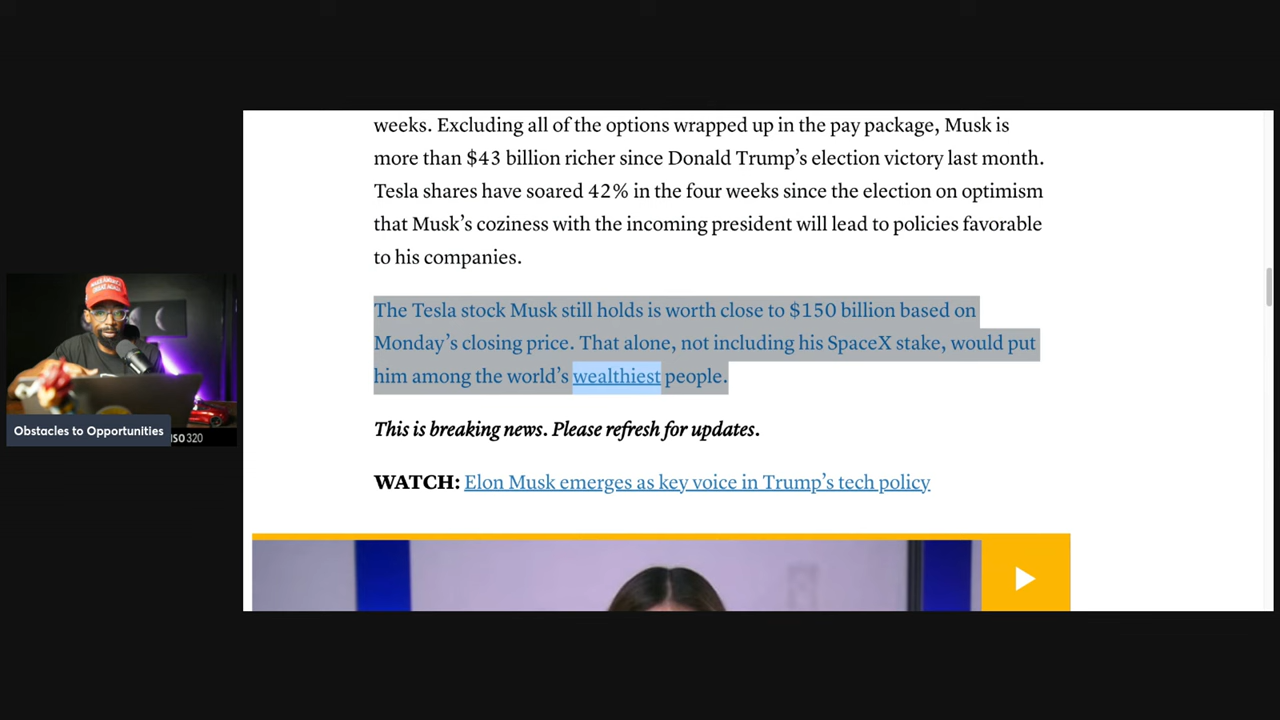 weeks. Excluding all of the options wrapped up in the pay package, Musk is
more than $43 billion richer since Donald Trump’s election victory last month.
Tesla shares have soared 42% in the four weeks since the election on optimism
that Musk’s coziness with the incoming president will lead to policies favorable
to his companies.
The Tesla stock Musk still holds is worth close to $150 billion based on
Monday’s closing price. That alone, not including his SpaceX stake, would put
him among the world’s wealthiest people.
This is breaking news. Please refresh for updates.
WATCH: Elon Musk emerges as key voice in Trump’s tech policy
Obstacles to Opportunities
ISO 320